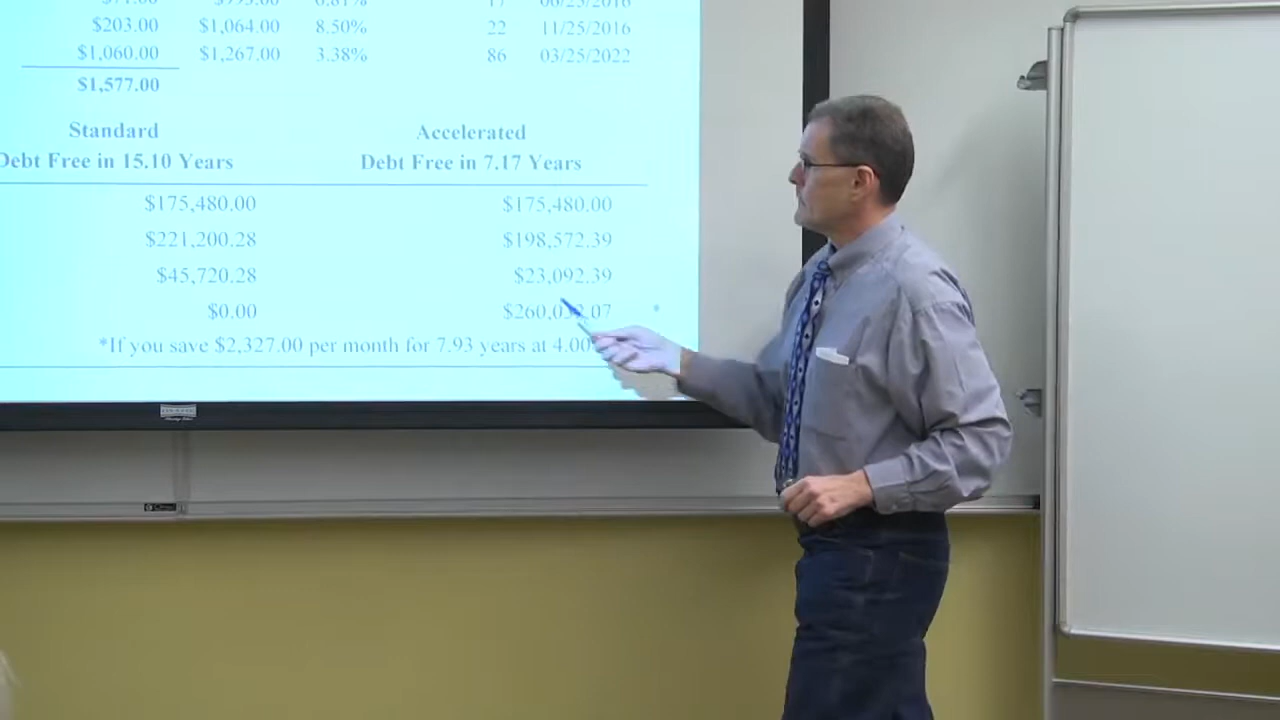 $203.00 $1,064.00 8.50% 22 11/25/2016
$1,060.00 $1,267.00 3.38% 86 03/25/2022
$1,577.00
Standard Accelerated
Debt Free in 15.10 Years Debt Free in 7.17 Years
$175,480.00 $175,480.00
$221,200.28 $198,572.39
$45,720.28 $23,092.39
$0.00 *
*If you save $2,327.00 per month for 7.93 years at 4.00